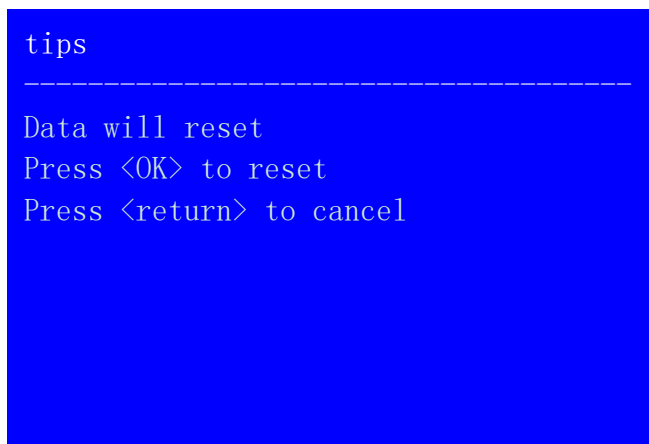 tips
--------------------------------------
Data will reset
Press <OK> to reset
Press <return> to cancel